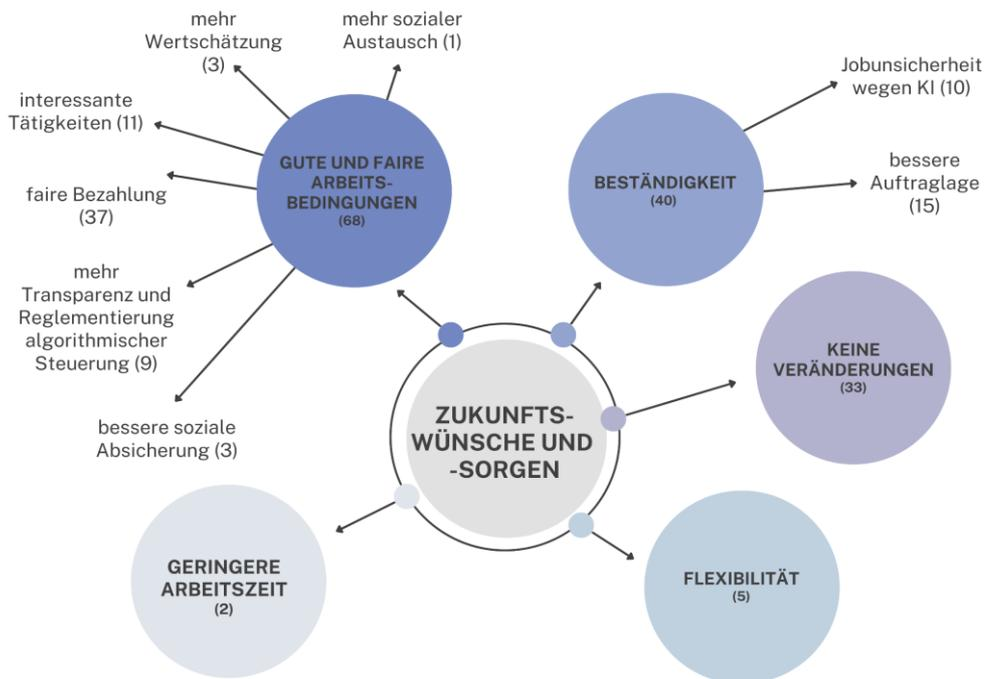 mehr
Wertschätzung
(3)
mehr sozialer
Austausch (1)
interessante
Tätigkeiten (11)
faire Bezahlung
(37)
mehr
Transparenz und
Reglementierung
algorithmischer
Steuerung (9)
bessere soziale
Absicherung (3)
GUTE UND FAIRE
ARBEITS-
BEDINGUNGEN
(68)
BESTÄNDIGKEIT
(40)
Jobunsicherheit
wegen KI (10)
bessere
Auftraglage
(15)
KEINE
VERÄNDERUNGEN
(33)
ZUKUNFTS-
WÜNSCHE UND
-SORGEN
GERINGERE
ARBEITSZEIT
(2)
FLEXIBILITÄT
(5)